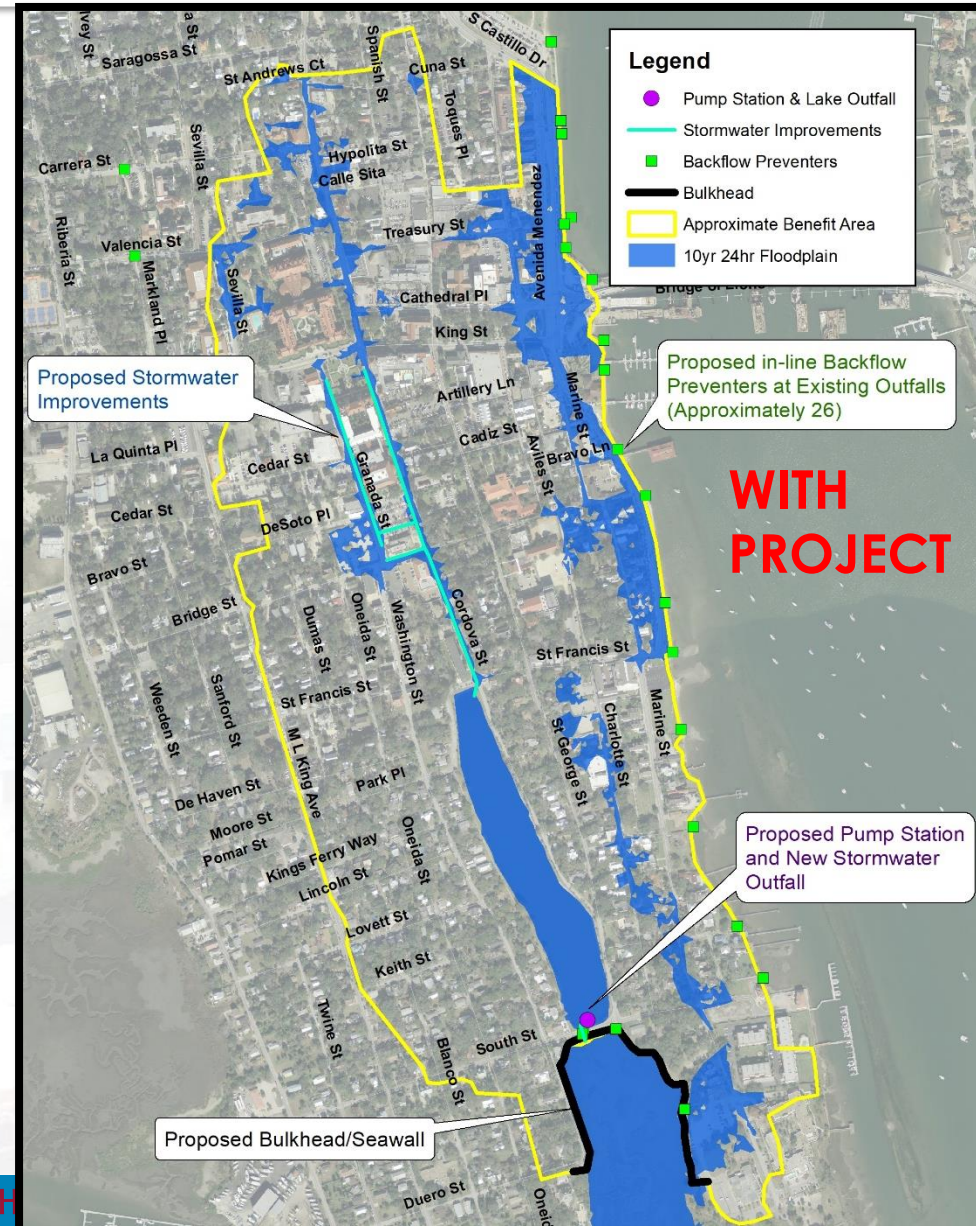 Legend
Pump Station & Lake Outfall
Stormwater Improvements
Backflow Preventers
Bulkhead
Approximate Benefit Area
10yr 24hr Floodplain
S Castillo Dr
Saragossa St
St Andrews Ct
Spanish St
Cuna St
Toques Pl
Sevilla St
Carrera St
Hypolita St
Calle Sita
Riberia St
Valencia St
Markland Pl
Treasury St
Avenida Menendez
Sevilla St
Cathedral Pl
King St
Proposed Stormwater
Improvements
Proposed in-line Backflow
Preventers at Existing Outfalls
(Approximately 26)
Artillery Ln
Marine St
La Quinta Pl
Cedar St
Granada St
Cadiz St
Aviles St
Bravo Ln
WITH
PROJECT
Cedar St
DeSoto Pl
Bravo St
Bridge St
Dumas St
Oneida St
Washington St
Cordova St
St Francis St
Weeden St
Sanford St
St Francis St
M L King Ave
St George St
Charlotte St
Marine St
De Haven St
Park Pl
Moore St
Pomar St
Kings Ferry Way
Lincoln St
Oneida St
Proposed Pump Station
and New Stormwater
Outfall
Lovett St
Keith St
Twine St
Blanco St
South St
Proposed Bulkhead/Seawall
Duero St
H